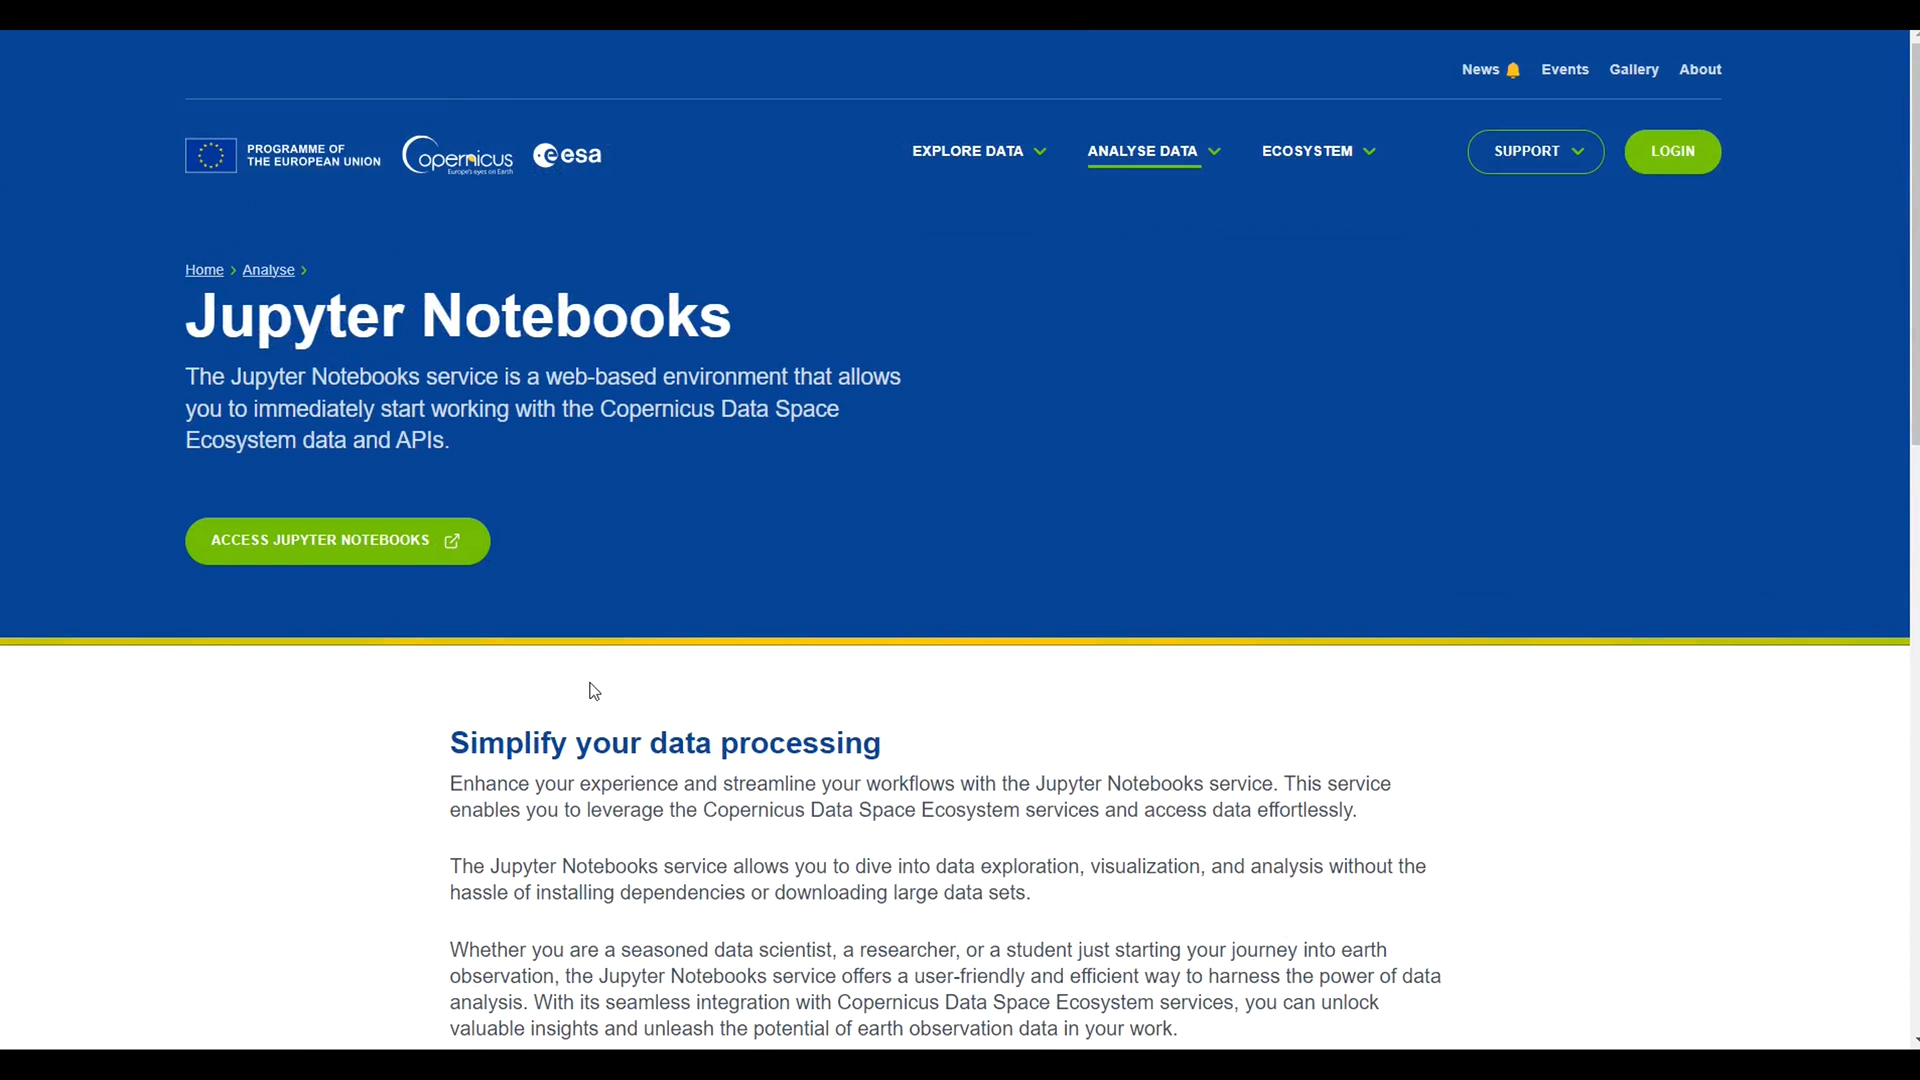 News Events Gallery About
PROGRAMME OF
THE EUROPEAN UNION
opernicus
Europe's eyes on Earth
esa
EXPLORE DATA ANALYSE DATA ECOSYSTEM SUPPORT LOGIN
Home > Analyse >
Jupyter Notebooks
The Jupyter Notebooks service is a web-based environment that allows
you to immediately start working with the Copernicus Data Space
Ecosystem data and APIs.
ACCESS JUPYTER NOTEBOOKS
Simplify your data processing
Enhance your experience and streamline your workflows with the Jupyter Notebooks service. This service
enables you to leverage the Copernicus Data Space Ecosystem services and access data effortlessly.
The Jupyter Notebooks service allows you to dive into data exploration, visualization, and analysis without the
hassle of installing dependencies or downloading large data sets.
Whether you are a seasoned data scientist, a researcher, or a student just starting your journey into earth
observation, the Jupyter Notebooks service offers a user-friendly and efficient way to harness the power of data
analysis. With its seamless integration with Copernicus Data Space Ecosystem services, you can unlock
valuable insights and unleash the potential of earth observation data in your work.